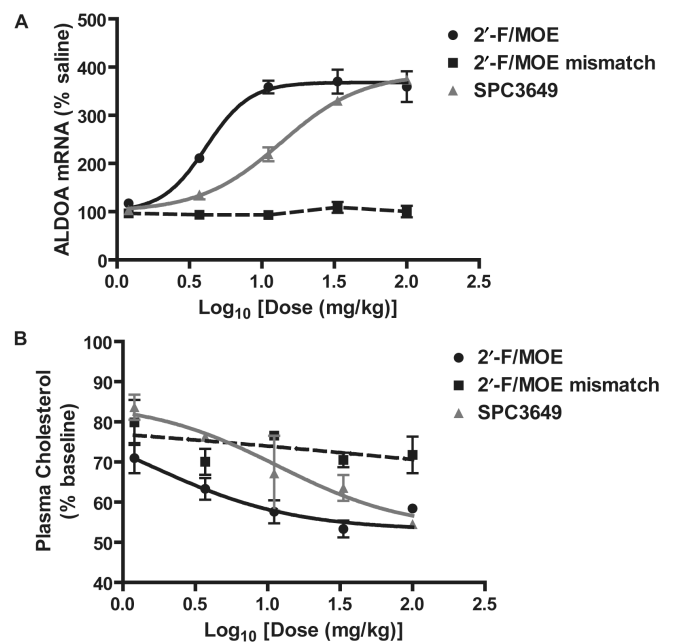 A
500
400
300
200
100
0
ALDOA mRNA (% saline)
0.0 0.5 1.0 1.5 2.0 2.5
Log10 [Dose (mg/kg)]
2′-F/MOE
2′-F/MOE mismatch
SPC3649
B
100
90
80
70
60
50
40
Plasma Cholesterol
(% baseline)
0.0 0.5 1.0 1.5 2.0 2.5
Log10 [Dose (mg/kg)]
2′-F/MOE
2′-F/MOE mismatch
SPC3649